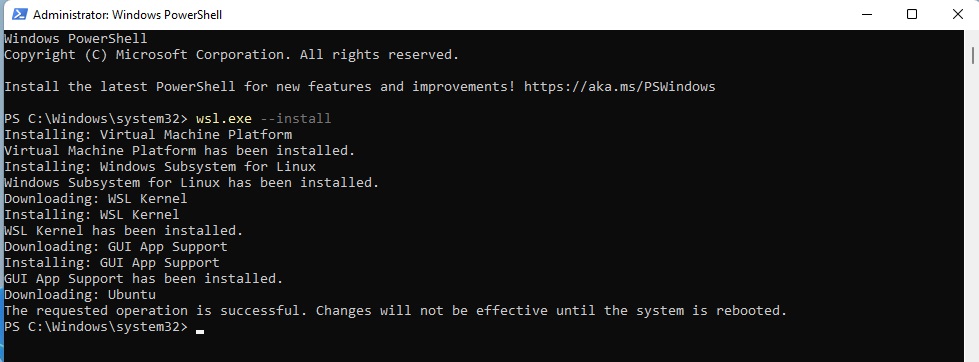 Administrator: Windows PowerShell
Windows PowerShell
Copyright (C) Microsoft Corporation. All rights reserved.
Install the latest PowerShell for new features and improvements! https://aka.ms/PSWindows
PS C:\Windows\system32> wsl.exe --install
Installing: Virtual Machine Platform
Virtual Machine Platform has been installed.
Installing: Windows Subsystem for Linux
Windows Subsystem for Linux has been installed.
Downloading: WSL Kernel
Installing: WSL Kernel
WSL Kernel has been installed.
Downloading: GUI App Support
Installing: GUI App Support
GUI App Support has been installed.
Downloading: Ubuntu
The requested operation is successful. Changes will not be effective until the system is rebooted.
PS C:\Windows\system32>